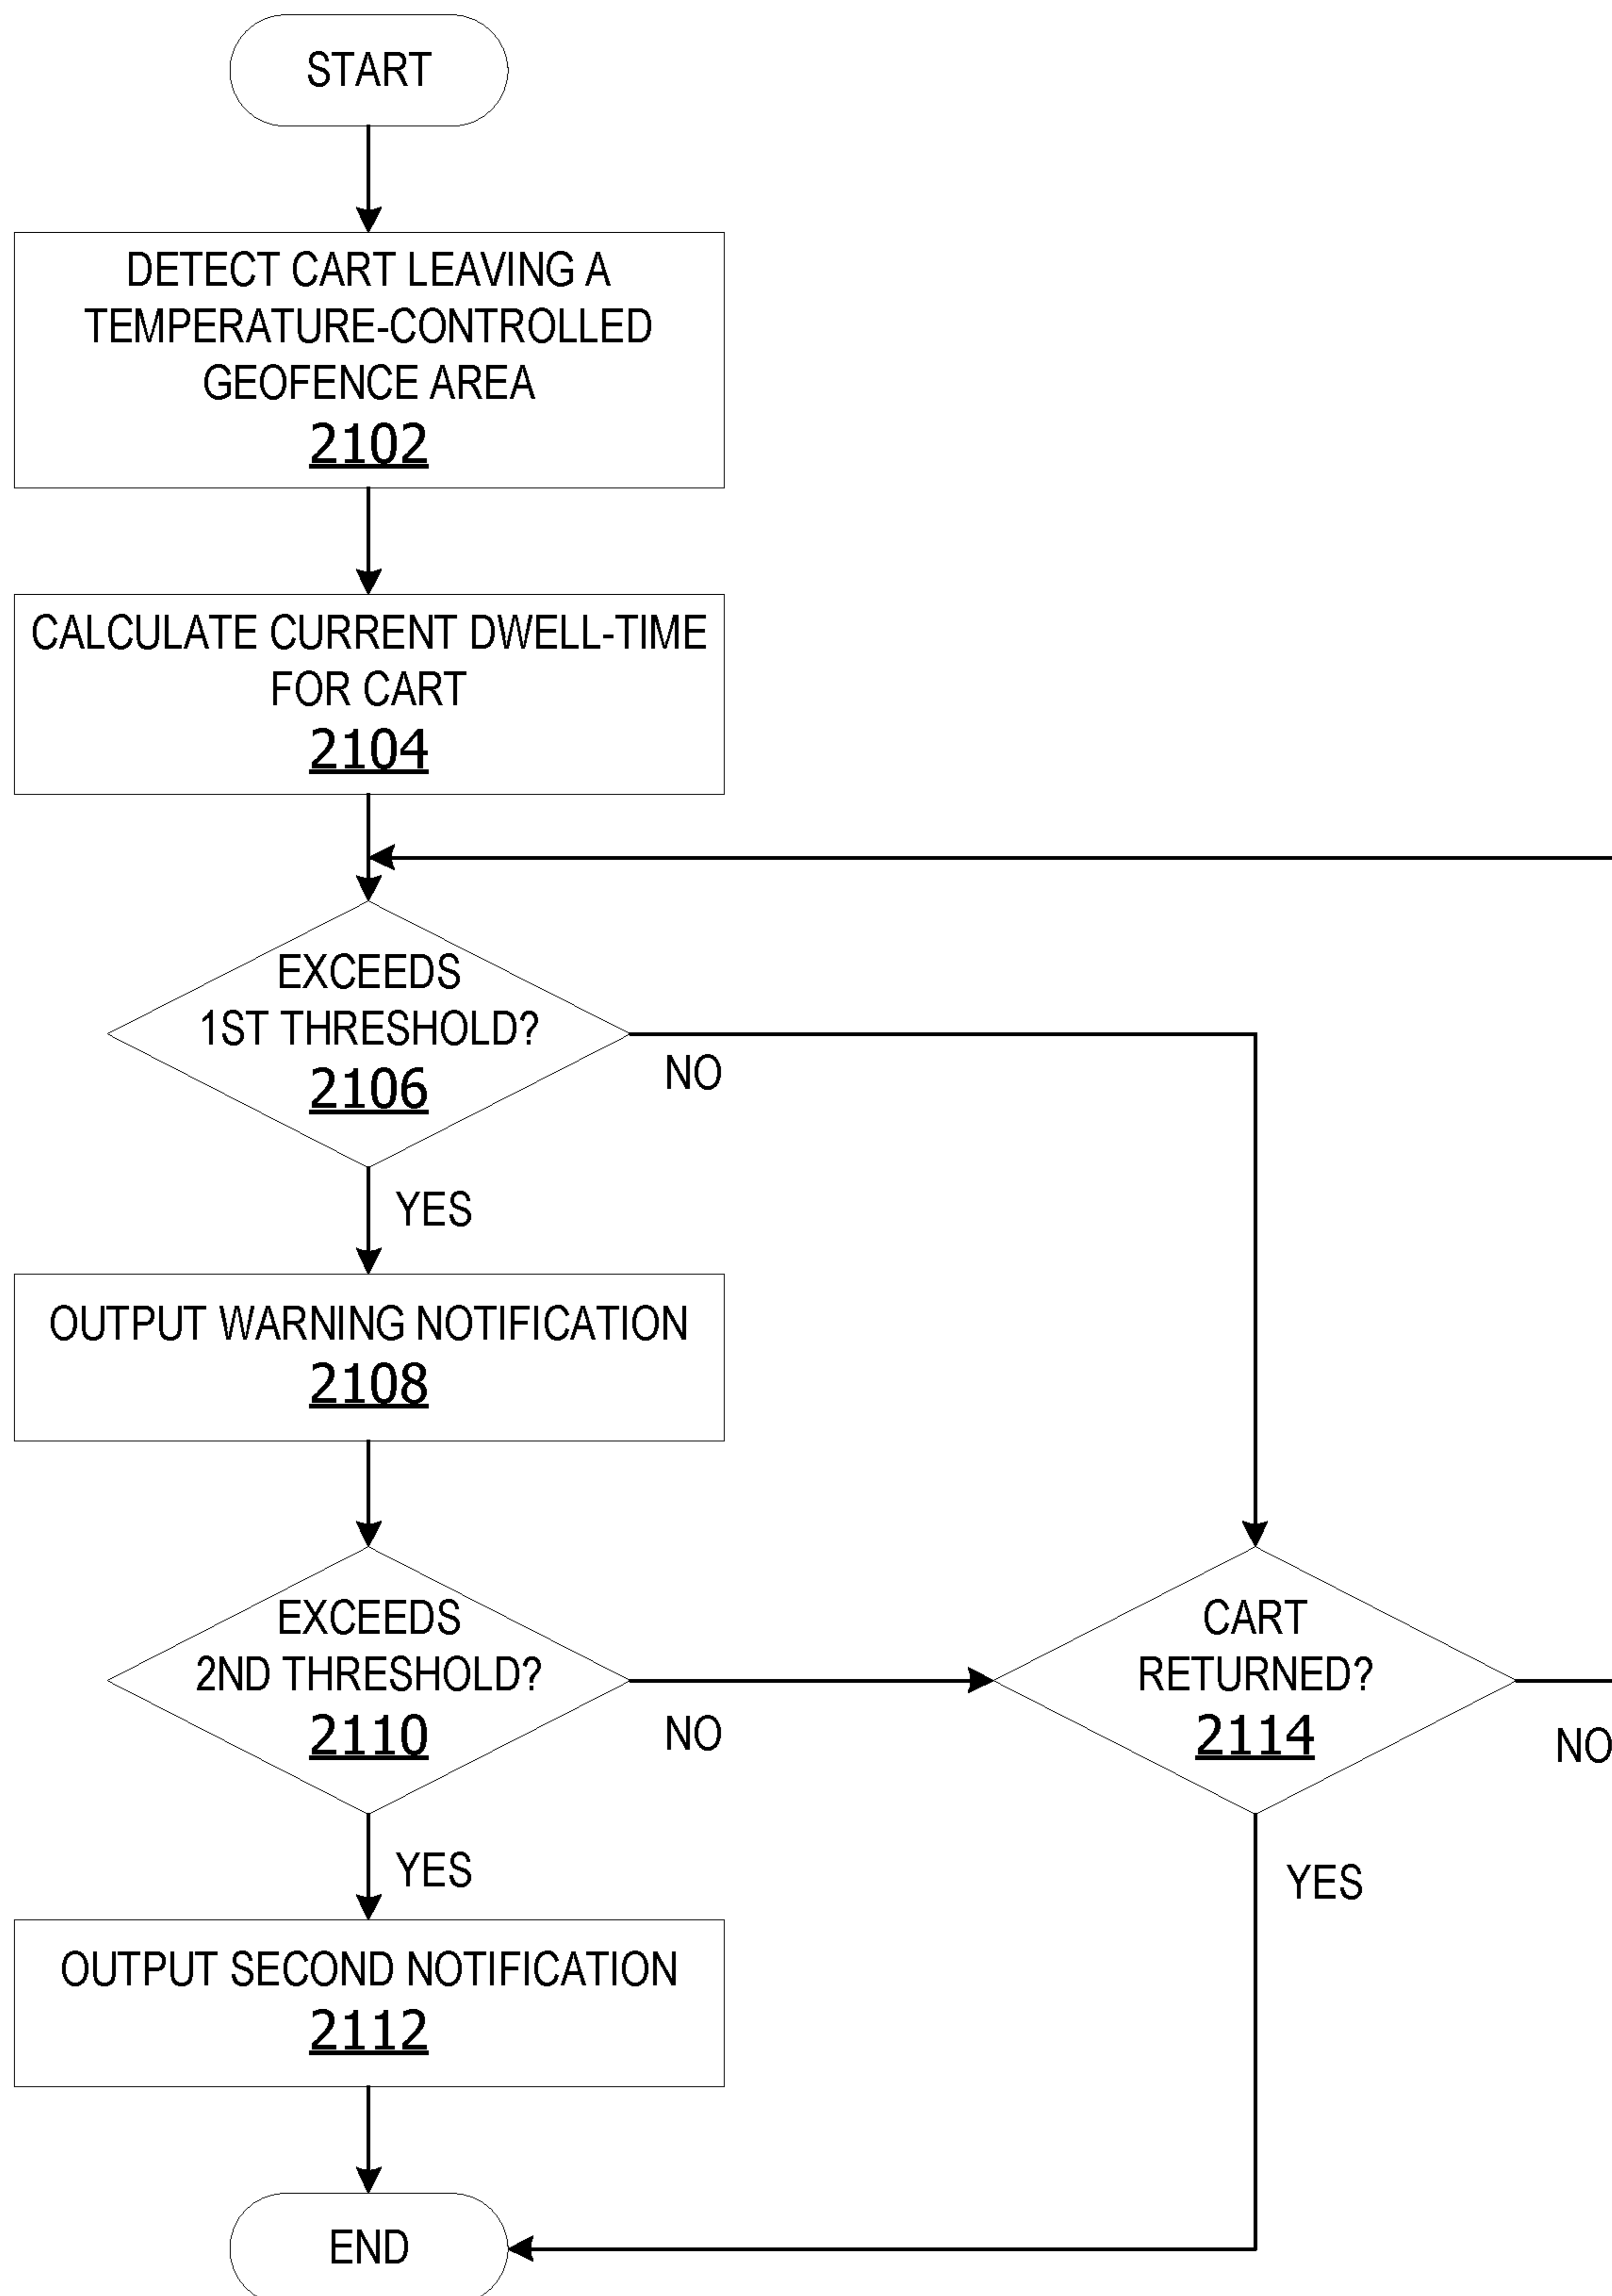 START
DETECT CART LEAVING A
TEMPERATURE-CONTROLLED
GEOFENCE AREA
2102
CALCULATE CURRENT DWELL-TIME
FOR CART
2104
EXCEEDS
1ST THRESHOLD?
2106
NO
YES
OUTPUT WARNING NOTIFICATION
2108
EXCEEDS
2ND THRESHOLD?
2110
NO
CART
RETURNED?
2114
NO
YES
YES
OUTPUT SECOND NOTIFICATION
2112
END